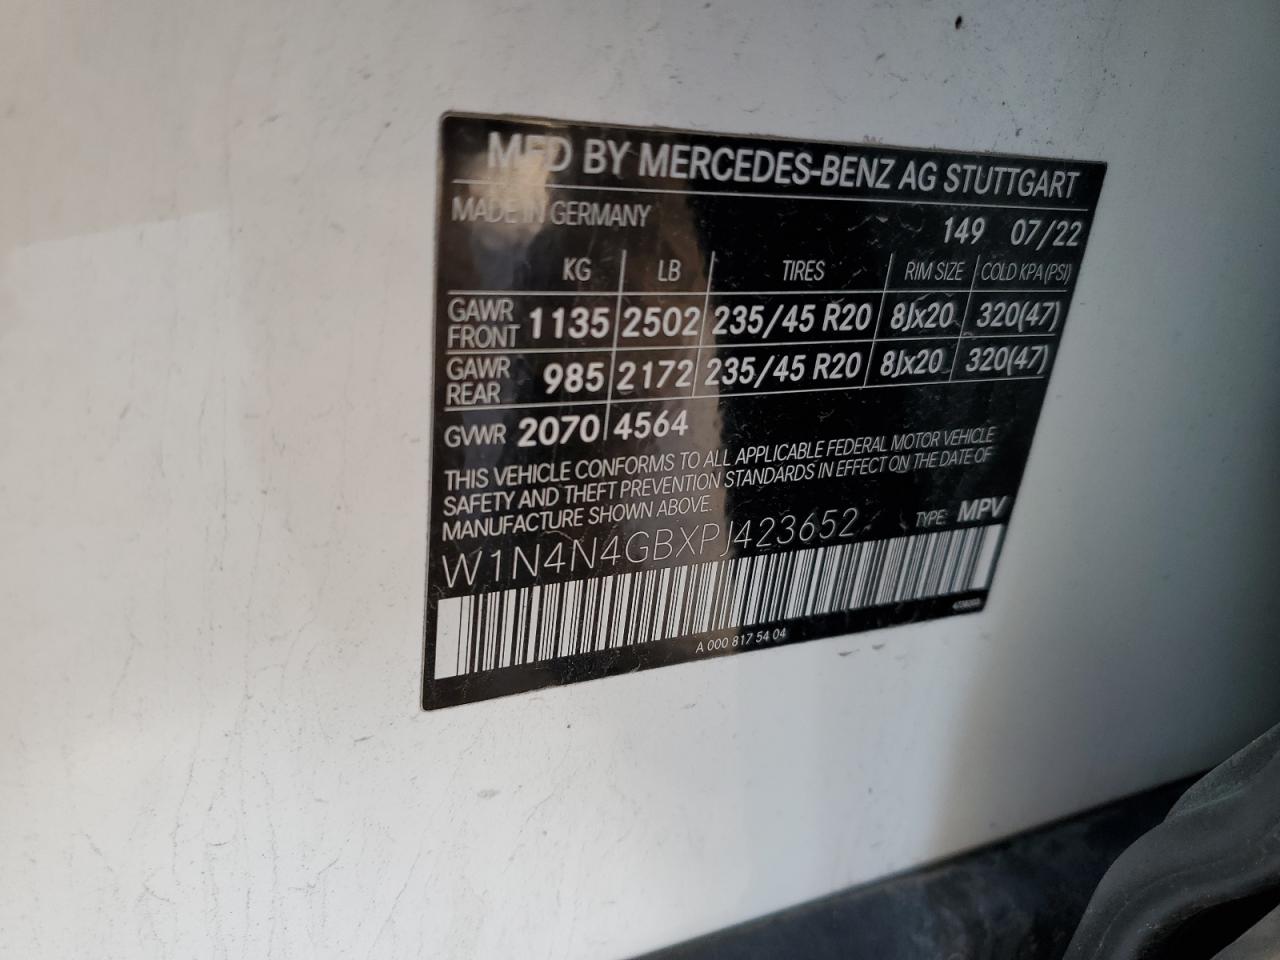 MFD BY MERCEDES-BENZ AG STUTTGART
MADE IN GERMANY
149 07/22
KG LB TIRES RIM SIZE COLD KPA (PSI)
GAWR FRONT 1135 2502 235/45 R20 8Jx20 320(47)
GAWR REAR 985 2172 235/45 R20 8Jx20 320(47)
GVWR 2070 4564
THIS VEHICLE CONFORMS TO ALL APPLICABLE FEDERAL MOTOR VEHICLE
SAFETY AND THEFT PREVENTION STANDARDS IN EFFECT ON THE DATE OF
MANUFACTURE SHOWN ABOVE.
W1N4N4GBXPJ423652 TYPE: MPV
A 000 817 54 04